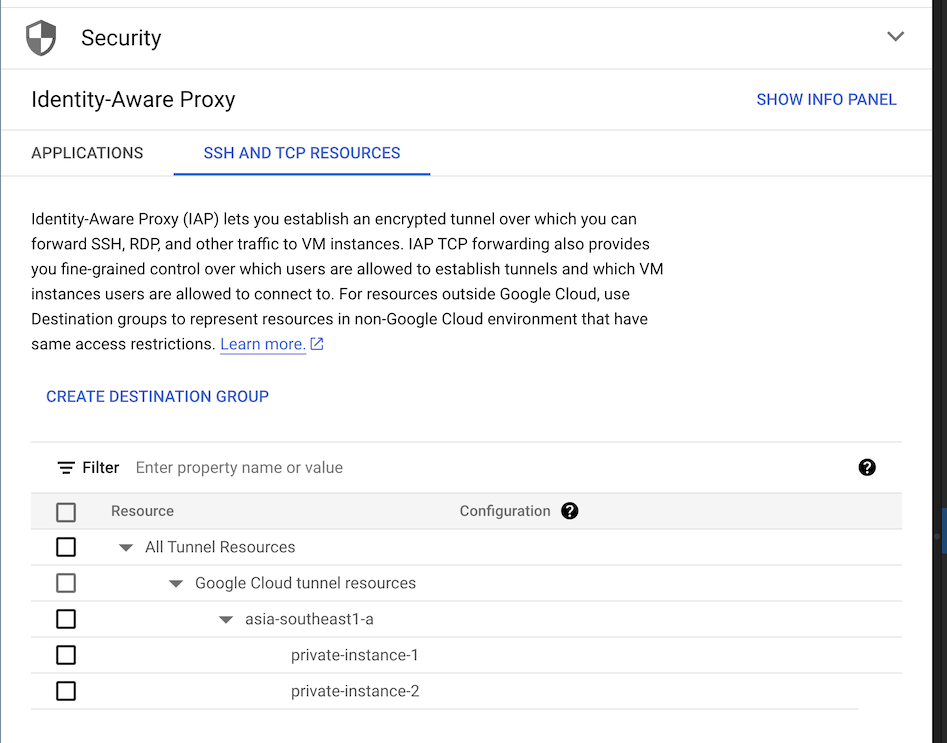 Security
Identity-Aware Proxy
SHOW INFO PANEL
APPLICATIONS
SSH AND TCP RESOURCES
Identity-Aware Proxy (IAP) lets you establish an encrypted tunnel over which you can
forward SSH, RDP, and other traffic to VM instances. IAP TCP forwarding also provides
you fine-grained control over which users are allowed to establish tunnels and which VM
instances users are allowed to connect to. For resources outside Google Cloud, use
Destination groups to represent resources in non-Google Cloud environment that have
same access restrictions. Learn more.
CREATE DESTINATION GROUP
Filter Enter property name or value
?
Resource Configuration ?
All Tunnel Resources
Google Cloud tunnel resources
asia-southeast1-a
private-instance-1
private-instance-2